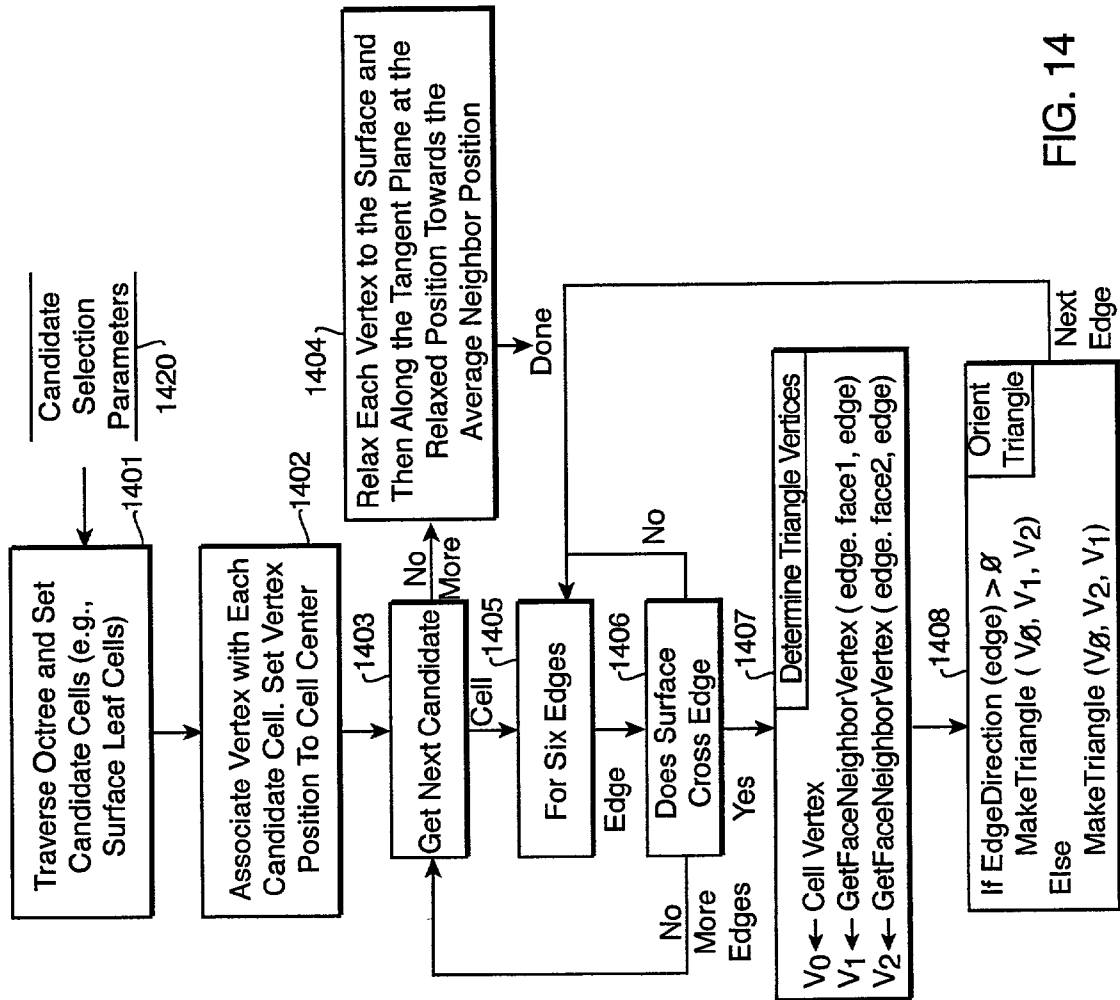 Candidate
Selection
Parameters
1420
1401
Traverse Octree and Set
Candidate Cells (e.g.,
Surface Leaf Cells)
1402
Associate Vertex with Each
Candidate Cell. Set Vertex
Position To Cell Center
1403
Get Next Candidate
No
More
1404
Relax Each Vertex to the Surface and
Then Along the Tangent Plane at the
Relaxed Position Towards the
Average Neighbor Position
Done
Cell
1405
For Six Edges
Edge
1406
Does Surface
Cross Edge
No
No
More
Edges
Yes
1407
Determine Triangle Vertices
V0 ← Cell Vertex
V1 ← GetFaceNeighborVertex ( edge. face1, edge)
V2 ← GetFaceNeighborVertex ( edge. face2, edge)
1408
Orient
Triangle
If EdgeDirection (edge) > Ø
MakeTriangle (VØ, V1, V2)
Else
MakeTriangle (VØ, V2, V1)
Next
Edge
FIG. 14